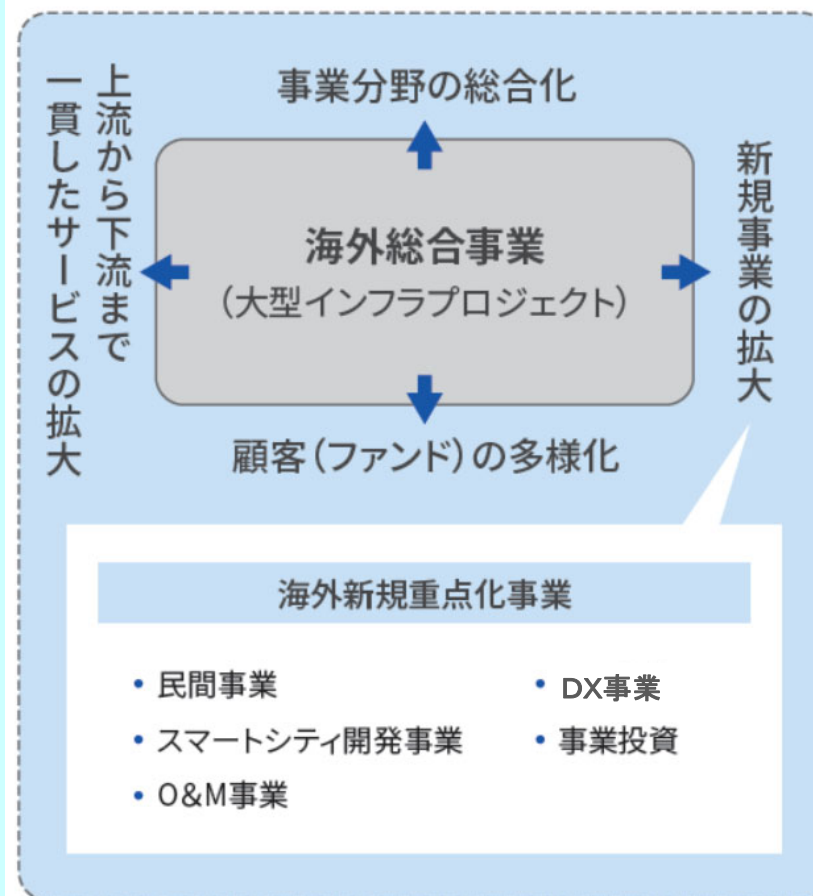 事業分野の総合化
上流から下流まで
一貫したサービスの拡大
海外総合事業
（大型インフラプロジェクト）
新規事業の拡大
顧客（ファンド）の多様化
海外新規重点化事業
• 民間事業
• スマートシティ開発事業
• O&M事業
• DX事業
• 事業投資